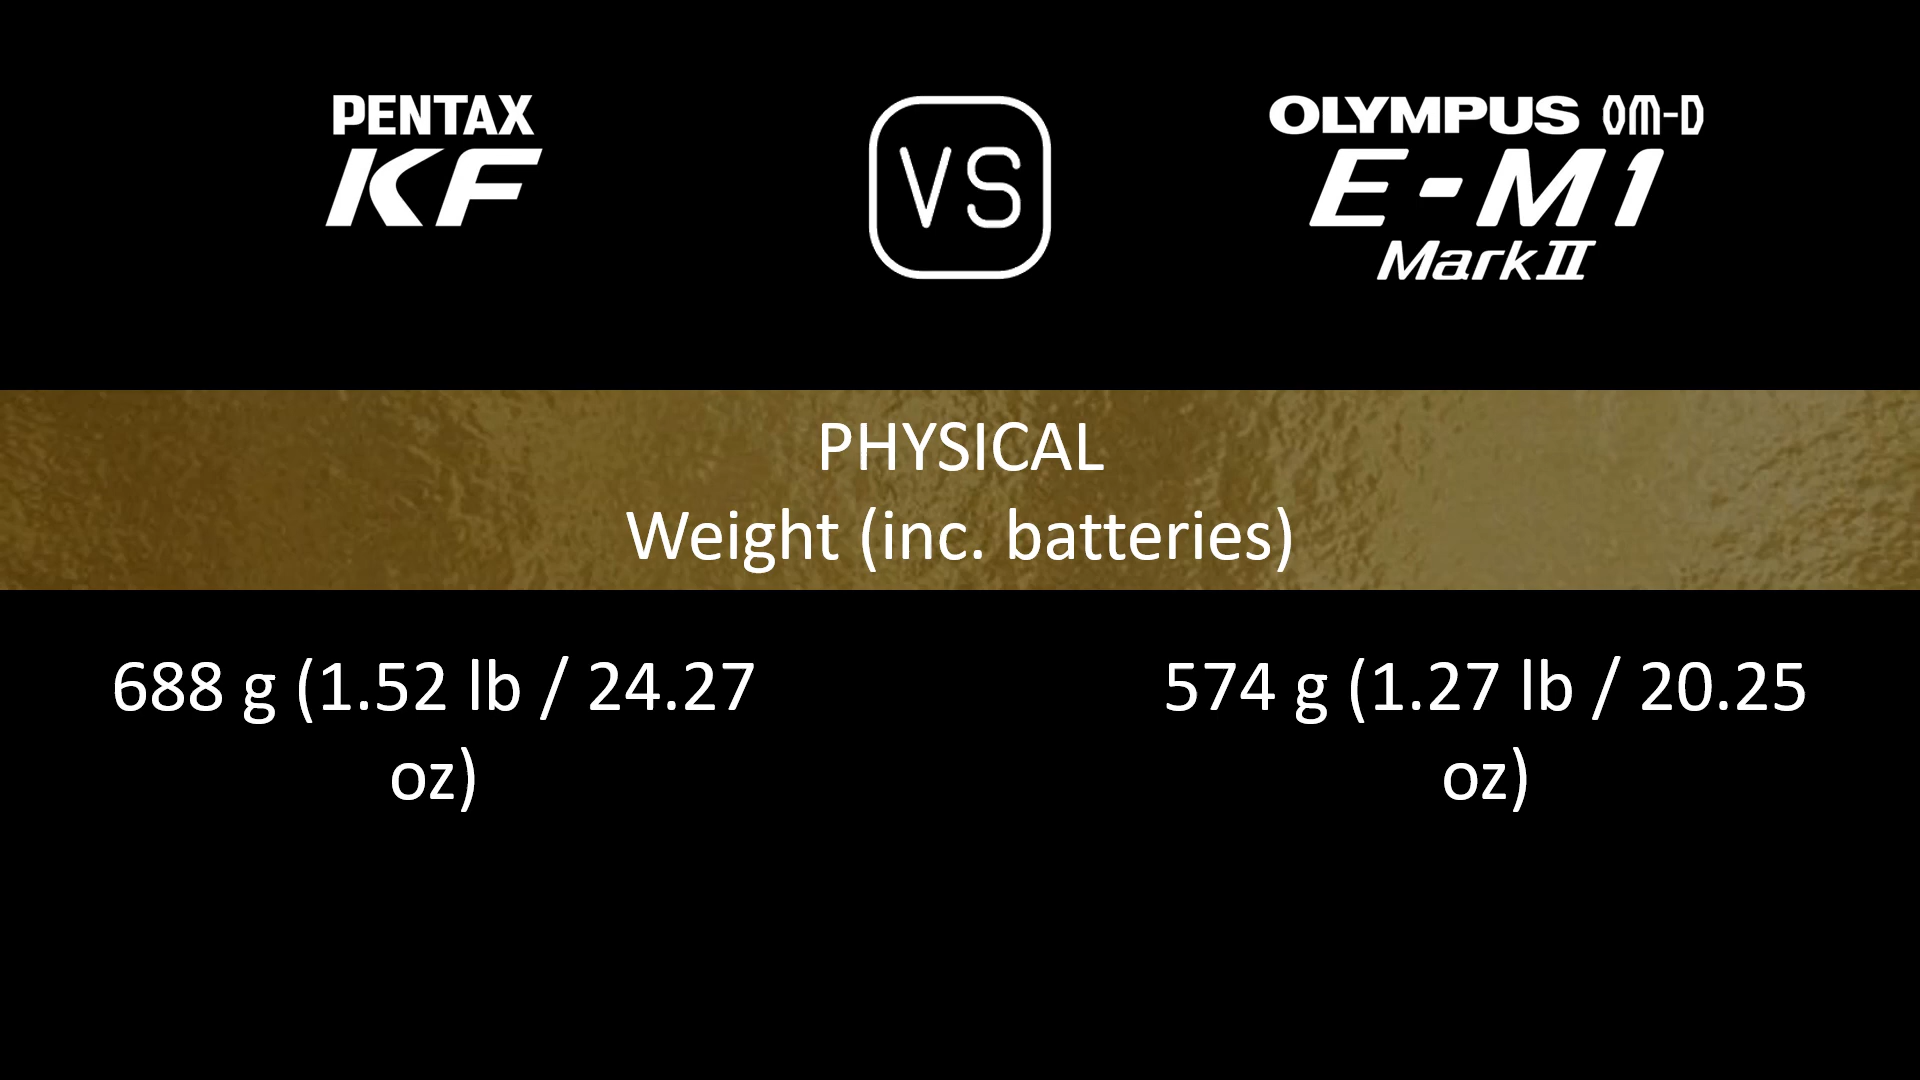 PENTAX
KF
VS
OLYMPUS OM-D
E-M1
Mark II
PHYSICAL
Weight (inc. batteries)
688 g (1.52 lb / 24.27
oz)
574 g (1.27 lb / 20.25
oz)